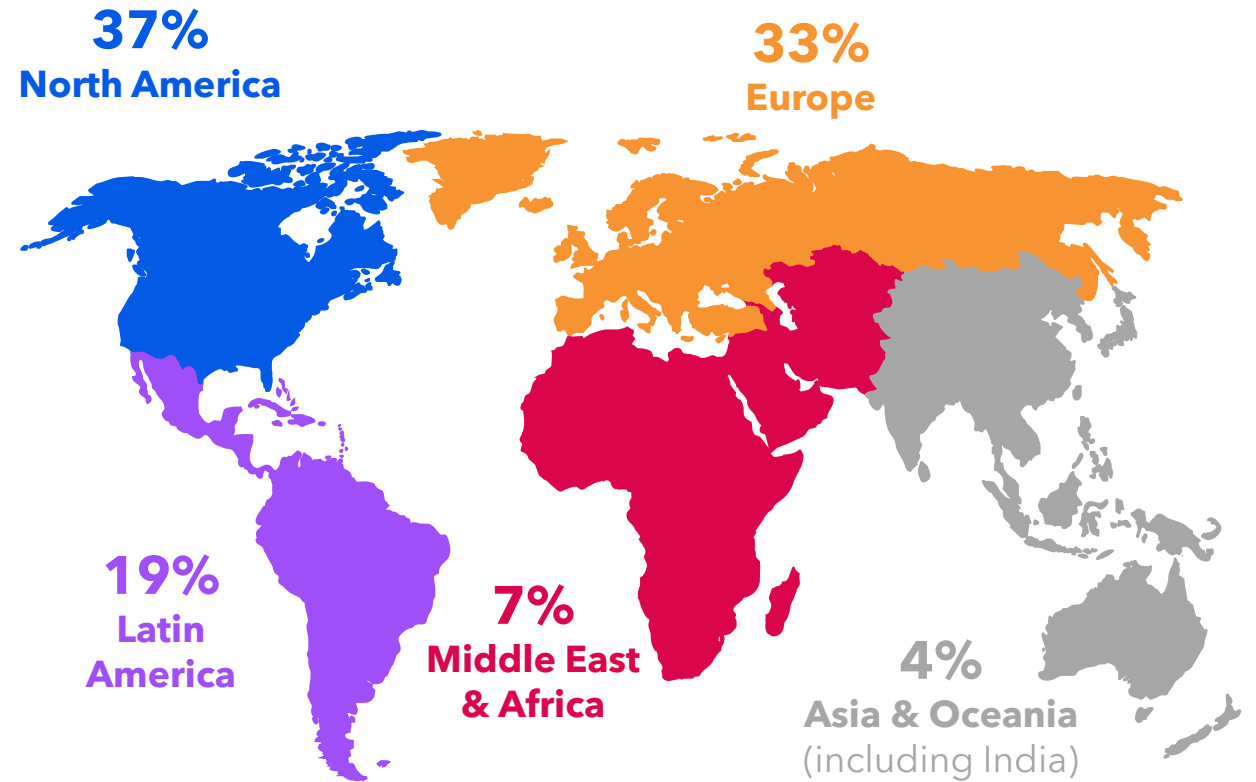 37%
North America
33%
Europe
19%
Latin
America
7%
Middle East
& Africa
4%
Asia & Oceania
(including India)